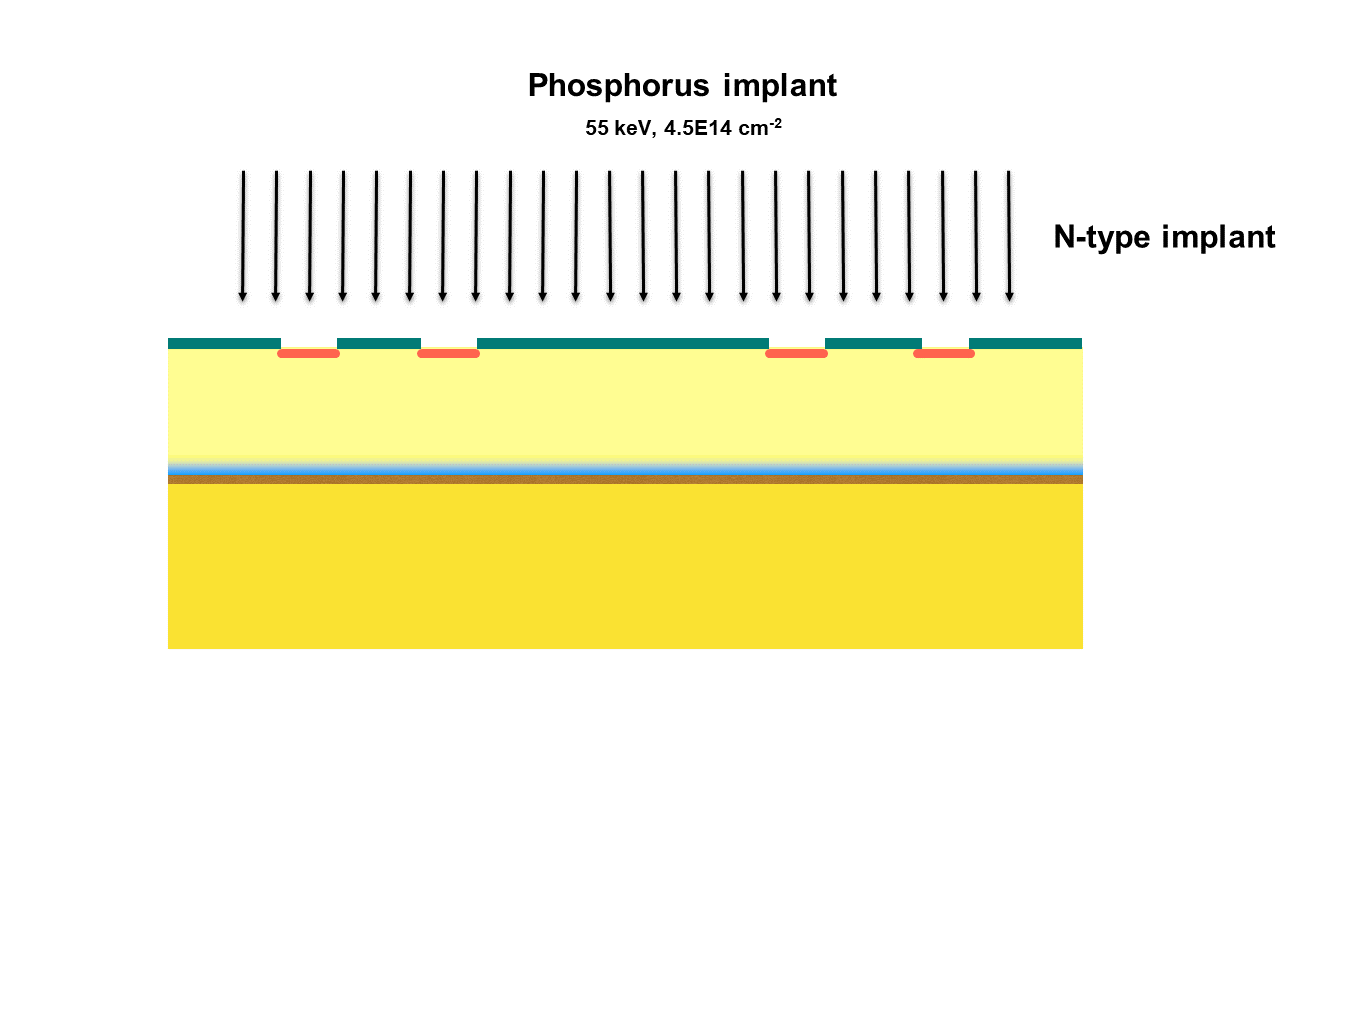 Phosphorus implant
55 keV, 4.5E14 cm-2
N-type implant